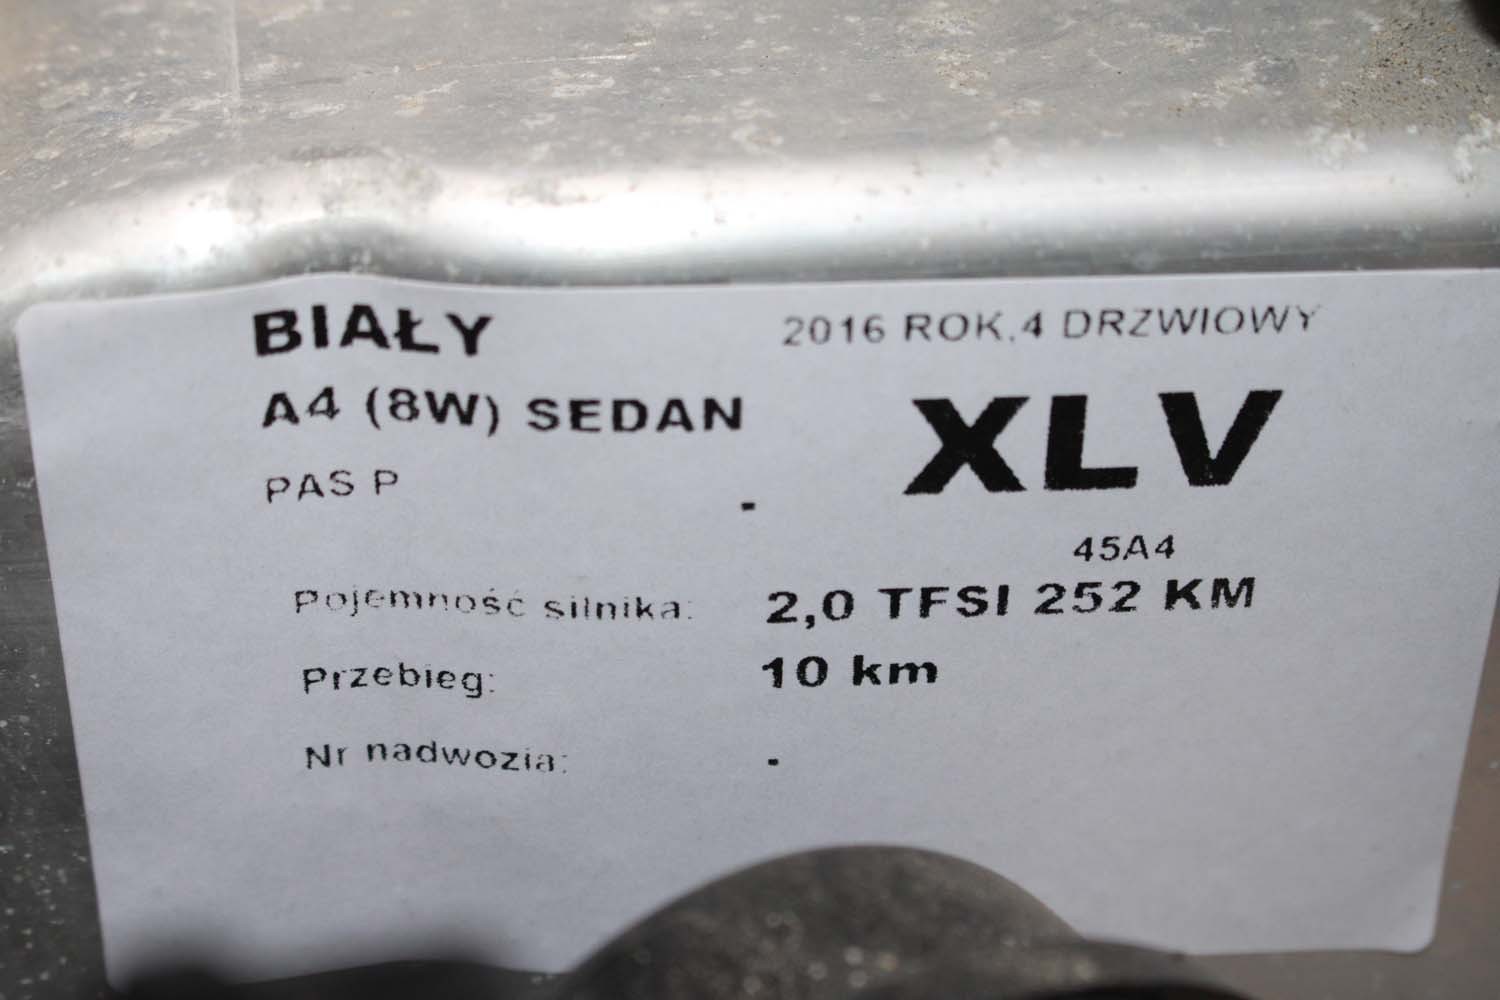 BIAŁY 2016 ROK,4 DRZWIOWY
A4 (8W) SEDAN XLV
PAS P -
45A4
Pojemność silnika: 2,0 TFSI 252 KM
Przebieg: 10 km
Nr nadwozia: -